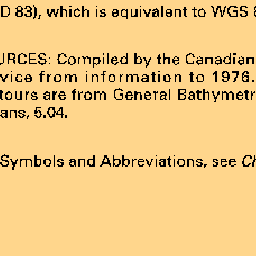 D 83), which is equivalent to WGS
URCES: Compiled by the Canadian
vice from information to 1976.
tours are from General Bathymetr
ans, 5.04.
Symbols and Abbreviations, see Ch